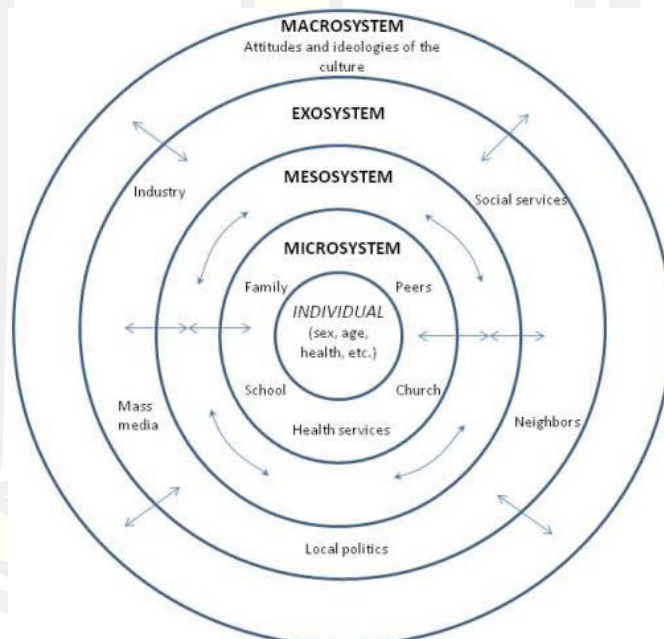 MACROSYSTEM
Attitudes and ideologies of the
culture
EXOSYSTEM
Industry
Social services
MESOSYSTEM
MICROSYSTEM
Family
Peers
INDIVIDUAL
(sex, age,
health, etc.)
School
Church
Health services
Mass
media
Neighbors
Local politics